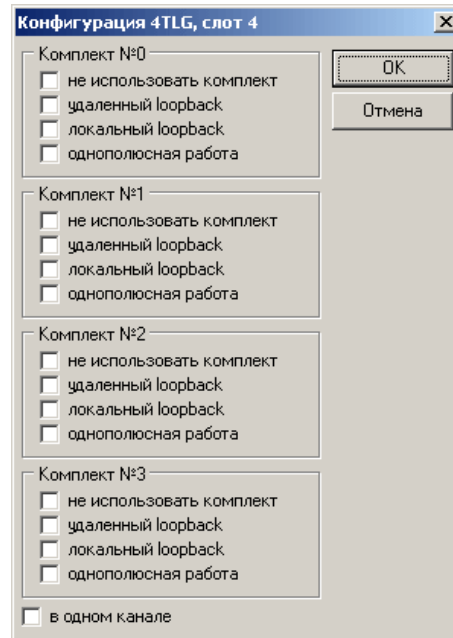 Конфигурация 4TLG, слот 4
Комплект №0
не использовать комплект
удаленный loopback
локальный loopback
однополюсная работа
Комплект №1
не использовать комплект
удаленный loopback
локальный loopback
однополюсная работа
Комплект №2
не использовать комплект
удаленный loopback
локальный loopback
однополюсная работа
Комплект №3
не использовать комплект
удаленный loopback
локальный loopback
однополюсная работа
в одном канале
OK
Отмена